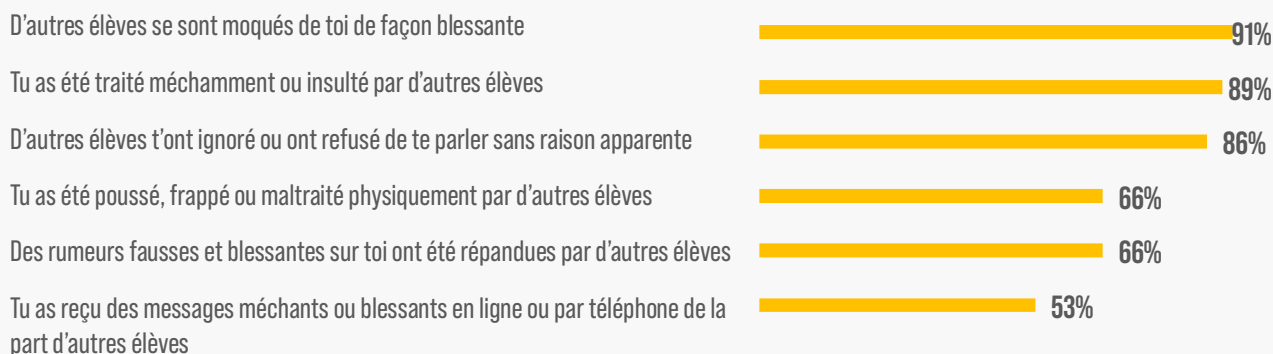 D’autres élèves se sont moqués de toi de façon blessante
91%
Tu as été traité méchamment ou insulté par d’autres élèves
89%
D’autres élèves t’ont ignoré ou ont refusé de te parler sans raison apparente
86%
Tu as été poussé, frappé ou maltraité physiquement par d’autres élèves
66%
Des rumeurs fausses et blessantes sur toi ont été répandues par d’autres élèves
66%
Tu as reçu des messages méchants ou blessants en ligne ou par téléphone de la
part d’autres élèves
53%